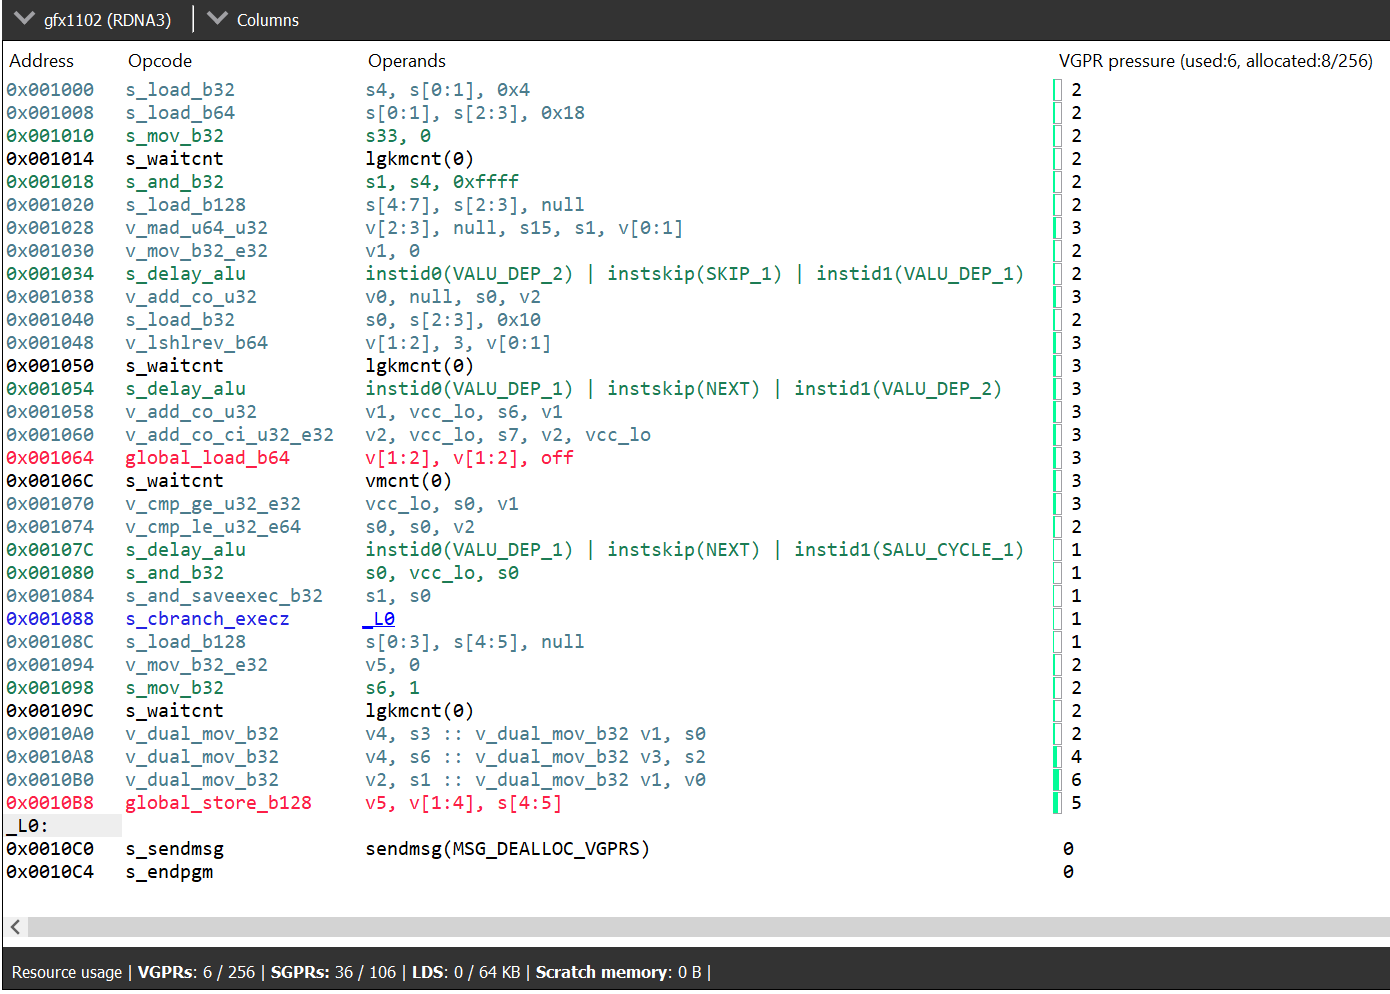 gfx1102 (RDNA3) | Columns
Address Opcode Operands VGPR pressure (used:6, allocated:8/256)
0x001000 s_load_b32 s4, s[0:1], 0x4 2
0x001008 s_load_b64 s[0:1], s[2:3], 0x18 2
0x001010 s_mov_b32 s33, 0 2
0x001014 s_waitcnt lgkmcnt(0) 2
0x001018 s_and_b32 s1, s4, 0xffff 2
0x001020 s_load_b128 s[4:7], s[2:3], null 2
0x001028 v_mad_u64_u32 v[2:3], null, s15, s1, v[0:1] 3
0x001030 v_mov_b32_e32 v1, 0 2
0x001034 s_delay_alu instid0(VALU_DEP_2) | instskip(SKIP_1) | instid1(VALU_DEP_1) 2
0x001038 v_add_co_u32 v0, null, s0, v2 3
0x001040 s_load_b32 s0, s[2:3], 0x10 2
0x001048 v_lshlrev_b64 v[1:2], 3, v[0:1] 3
0x001050 s_waitcnt lgkmcnt(0) 3
0x001054 s_delay_alu instid0(VALU_DEP_1) | instskip(NEXT) | instid1(VALU_DEP_2) 3
0x001058 v_add_co_u32 v1, vcc_lo, s6, v1 3
0x001060 v_add_co_ci_u32_e32 v2, vcc_lo, s7, v2, vcc_lo 3
0x001064 global_load_b64 v[1:2], v[1:2], off 3
0x00106C s_waitcnt vmcnt(0) 3
0x001070 v_cmp_ge_u32_e32 vcc_lo, s0, v1 3
0x001074 v_cmp_le_u32_e64 s0, s0, v2 2
0x00107C s_delay_alu instid0(VALU_DEP_1) | instskip(NEXT) | instid1(SALU_CYCLE_1) 1
0x001080 s_and_b32 s0, vcc_lo, s0 1
0x001084 s_and_saveexec_b32 s1, s0 1
0x001088 s_cbranch_execz _L0 1
0x00108C s_load_b128 s[0:3], s[4:5], null 1
0x001094 v_mov_b32_e32 v5, 0 2
0x001098 s_mov_b32 s6, 1 2
0x00109C s_waitcnt lgkmcnt(0) 2
0x0010A0 v_dual_mov_b32 v4, s3 :: v_dual_mov_b32 v1, s0 2
0x0010A8 v_dual_mov_b32 v4, s6 :: v_dual_mov_b32 v3, s2 4
0x0010B0 v_dual_mov_b32 v2, s1 :: v_dual_mov_b32 v1, v0 6
0x0010B8 global_store_b128 v5, v[1:4], s[4:5] 5
_L0:
0x0010C0 s_sendmsg sendmsg(MSG_DEALLOC_VGPRS) 0
0x0010C4 s_endpgm 0
Resource usage | VGPRs: 6 / 256 | SGPRs: 36 / 106 | LDS: 0 / 64 KB | Scratch memory: 0 B |